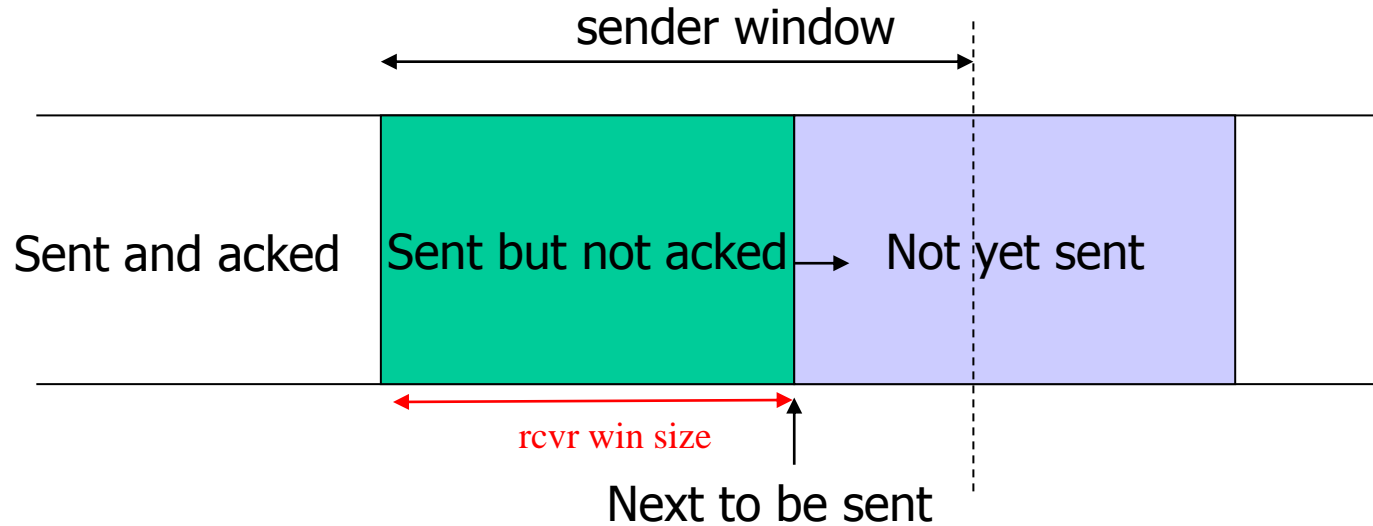 sender window
Sent and acked
Sent but not acked
Not yet sent
rcvr win size
Next to be sent